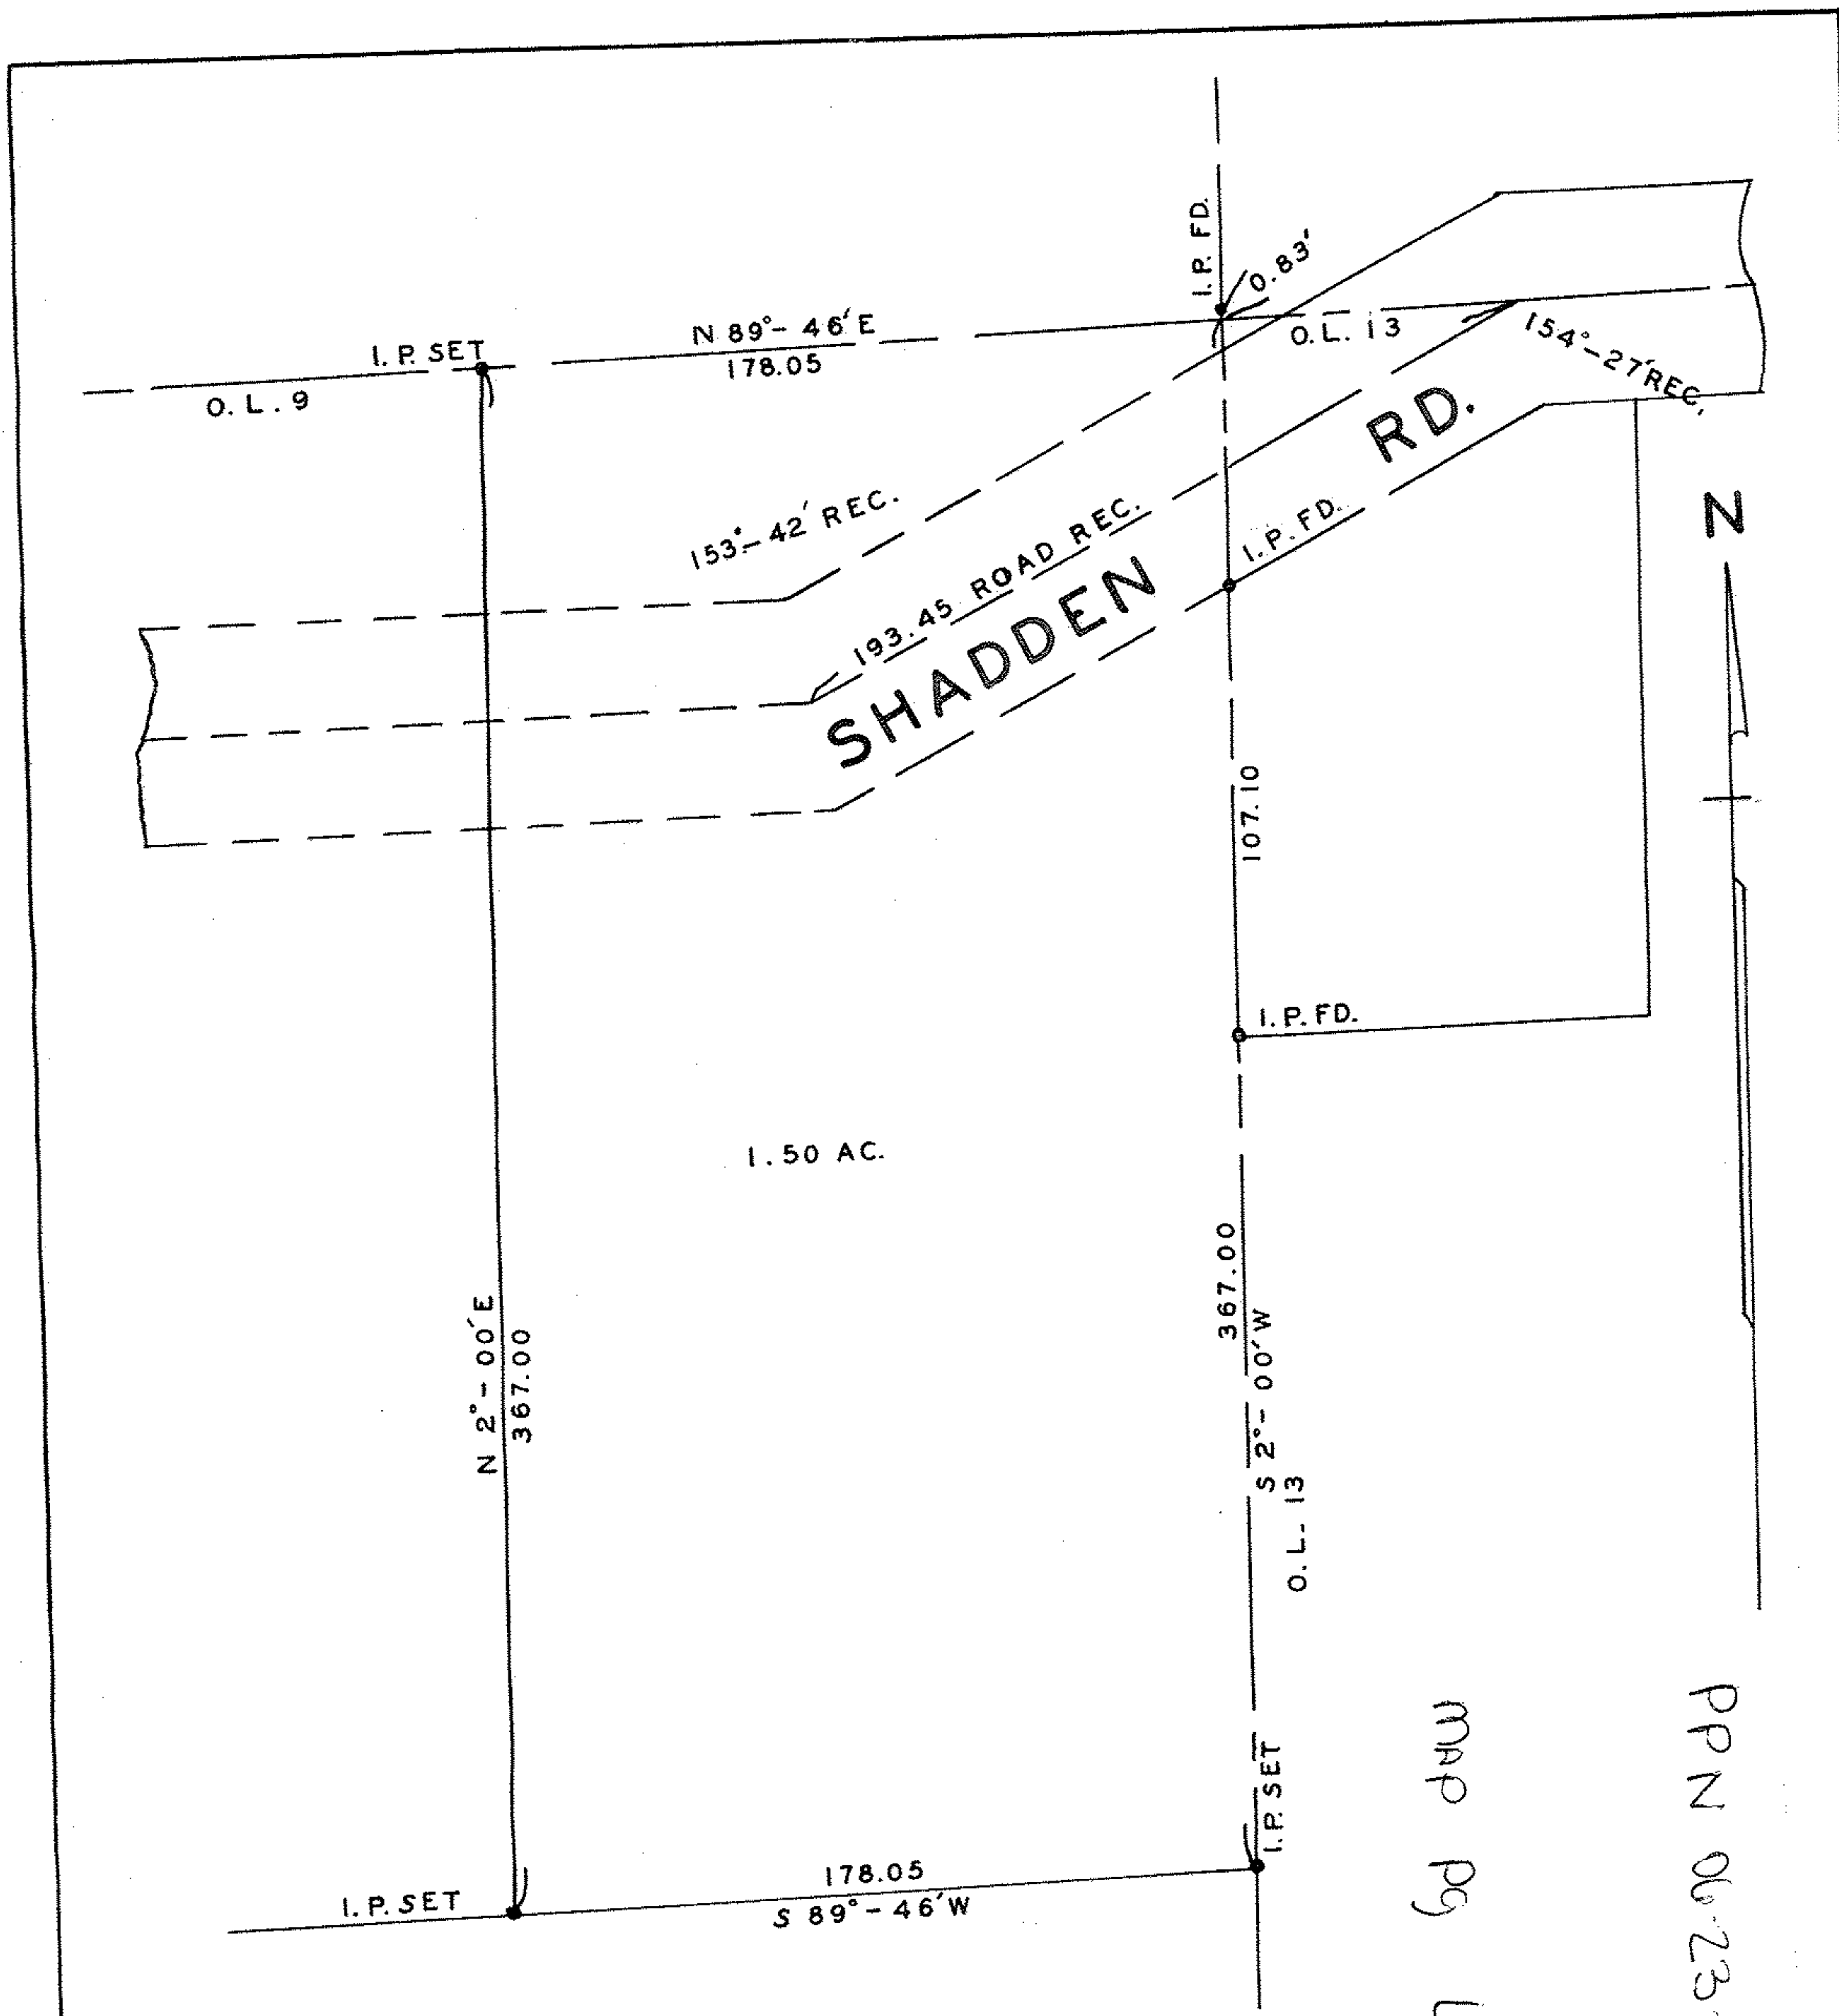 I.P. FD.
0.83'
I.P. SET
N 89°-46'E
178.05
O.L. 13
154°-27'REC.
O.L. 9
RD.
153°-42' REC.
193.45 ROAD REC.
I.P. FD.
N
SHADDEN
107.10
I.P. FD.
1.50 AC.
367.00
S 2°-00'W
N 2°-00'E
367.00
O.L. 13
I.P. SET
178.05
I.P. SET
S 89°-46'W
PPN 06-23
MAP pg